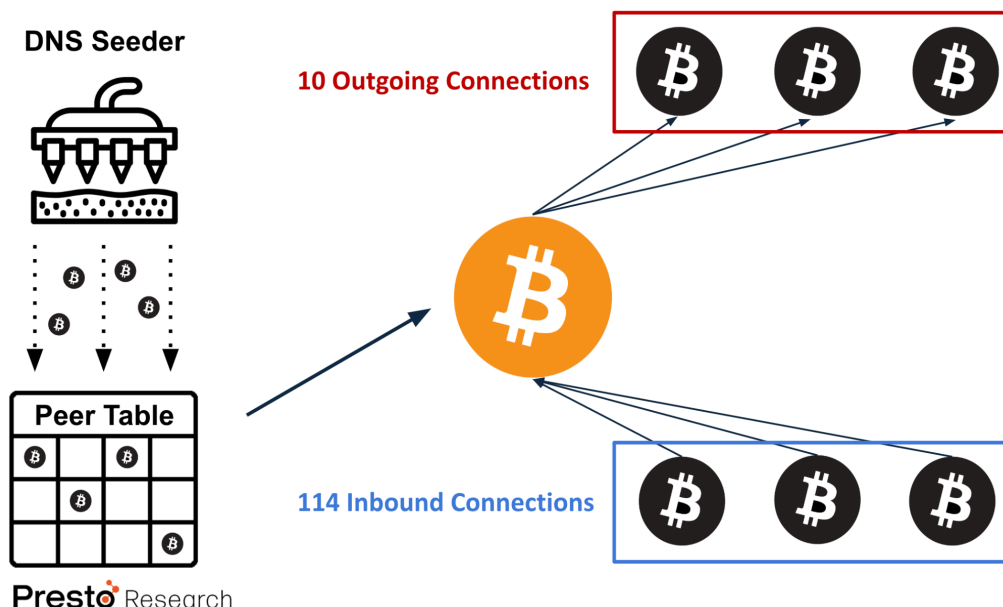 DNS Seeder
10 Outgoing Connections
Peer Table
114 Inbound Connections
Presto Research